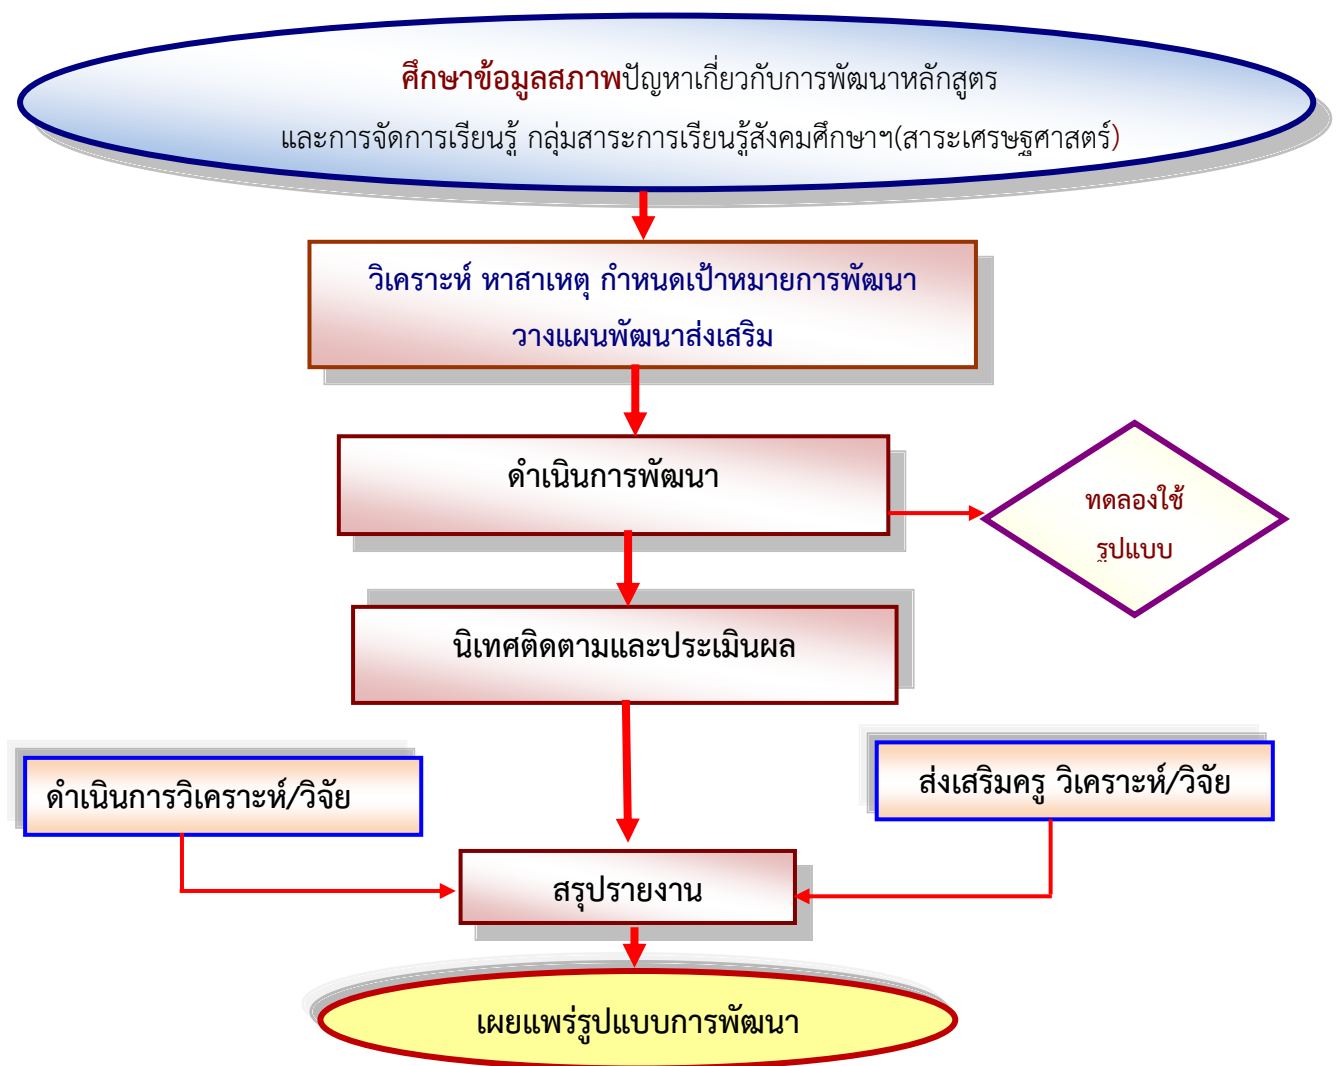 ศึกษาข้อมูลสภาพปัญหาเกี่ยวกับการพัฒนาหลักสูตร
และการจัดการเรียนรู้ กลุ่มสาระการเรียนรู้สังคมศึกษาฯ(สาระเศรษฐศาสตร์)
วิเคราะห์ หาสาเหตุ กำหนดเป้าหมายการพัฒนา
วางแผนพัฒนาส่งเสริม
ดำเนินการพัฒนา
ทดลองใช้
รูปแบบ
นิเทศติดตามและประเมินผล
ดำเนินการวิเคราะห์/วิจัย
ส่งเสริมครู วิเคราะห์/วิจัย
สรุปรายงาน
เผยแพร่รูปแบบการพัฒนา